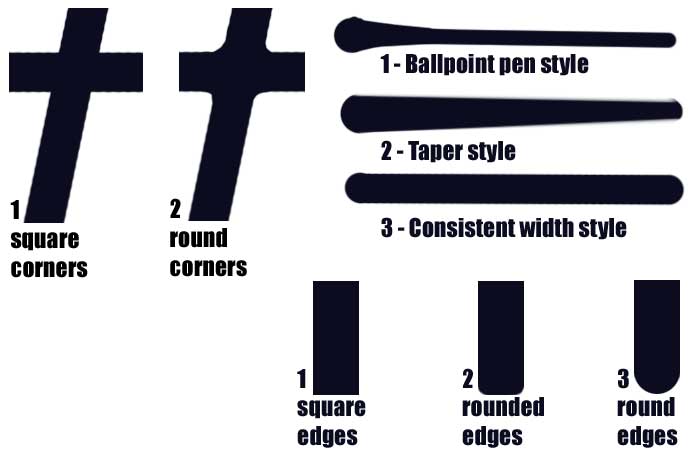 1
square
corners
2
round
corners
1 - Ballpoint pen style
2 - Taper style
3 - Consistent width style
1
square
edges
2
rounded
edges
3
round
edges